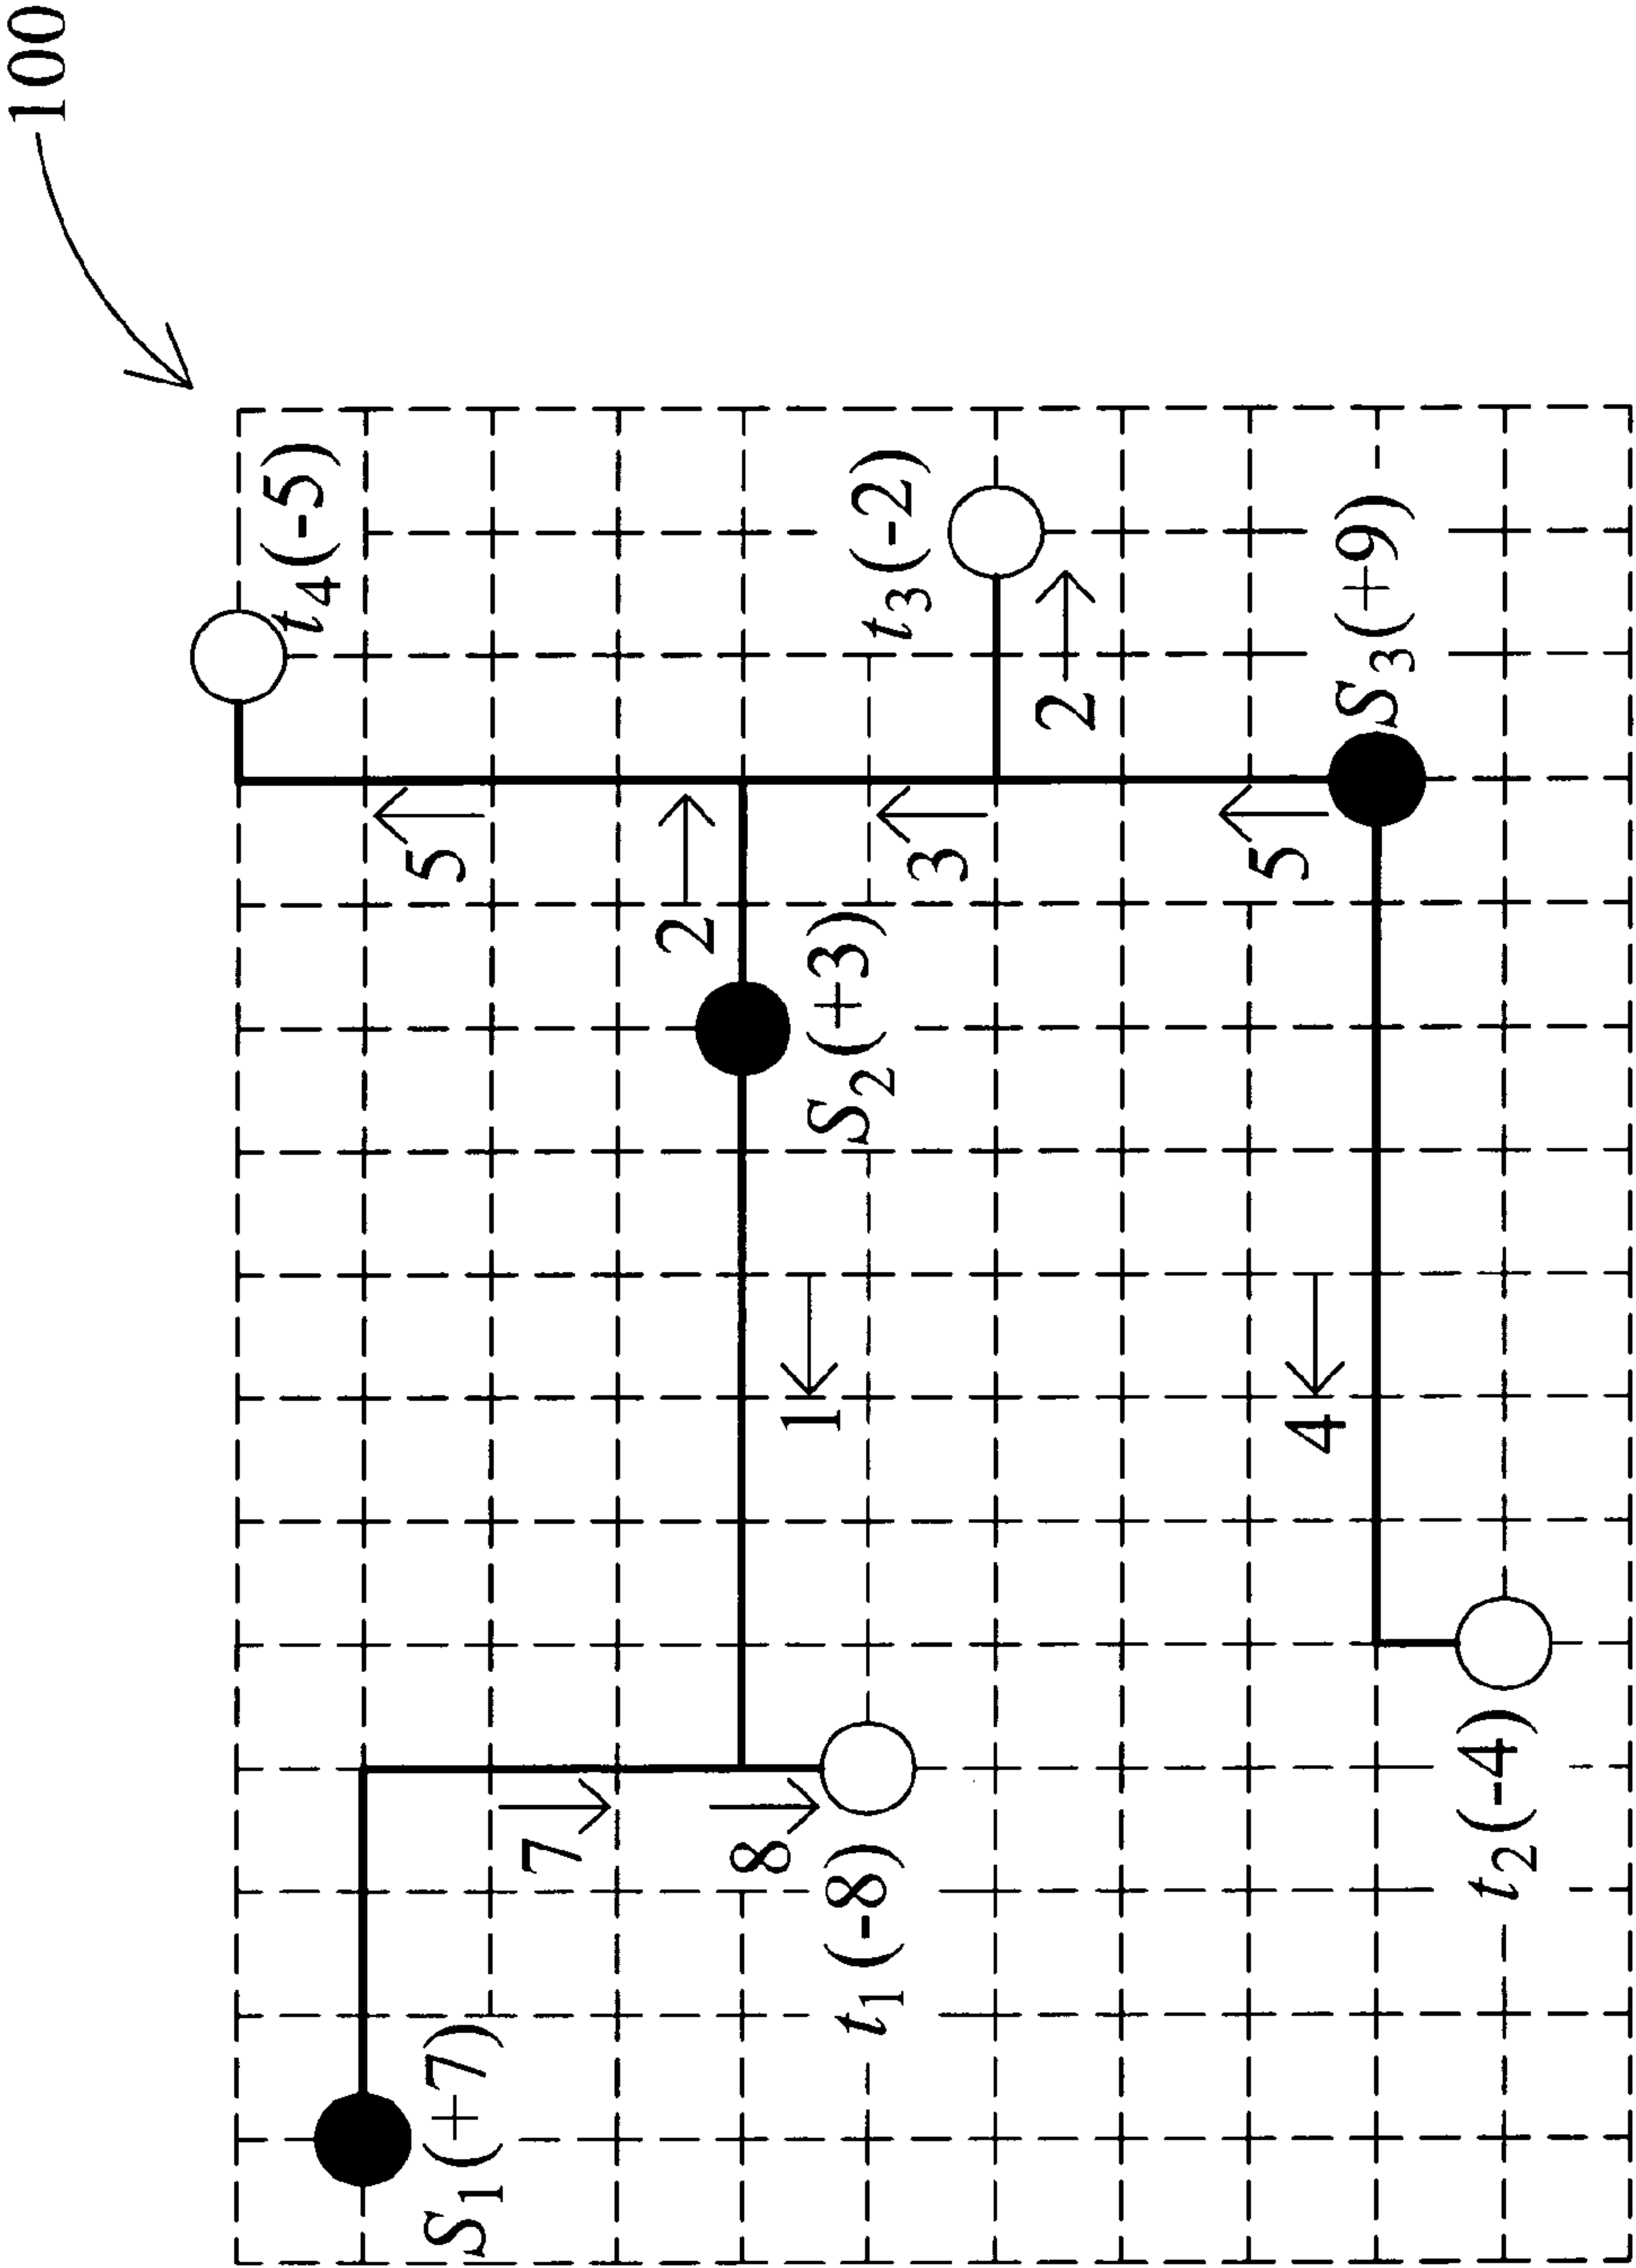 100
t4(-5)
S1(+7)
5
7
2
8
1
S2(+3)
t1(-8)
t3(-2)
3
2
5
4
S3(+9)
t2(-4)